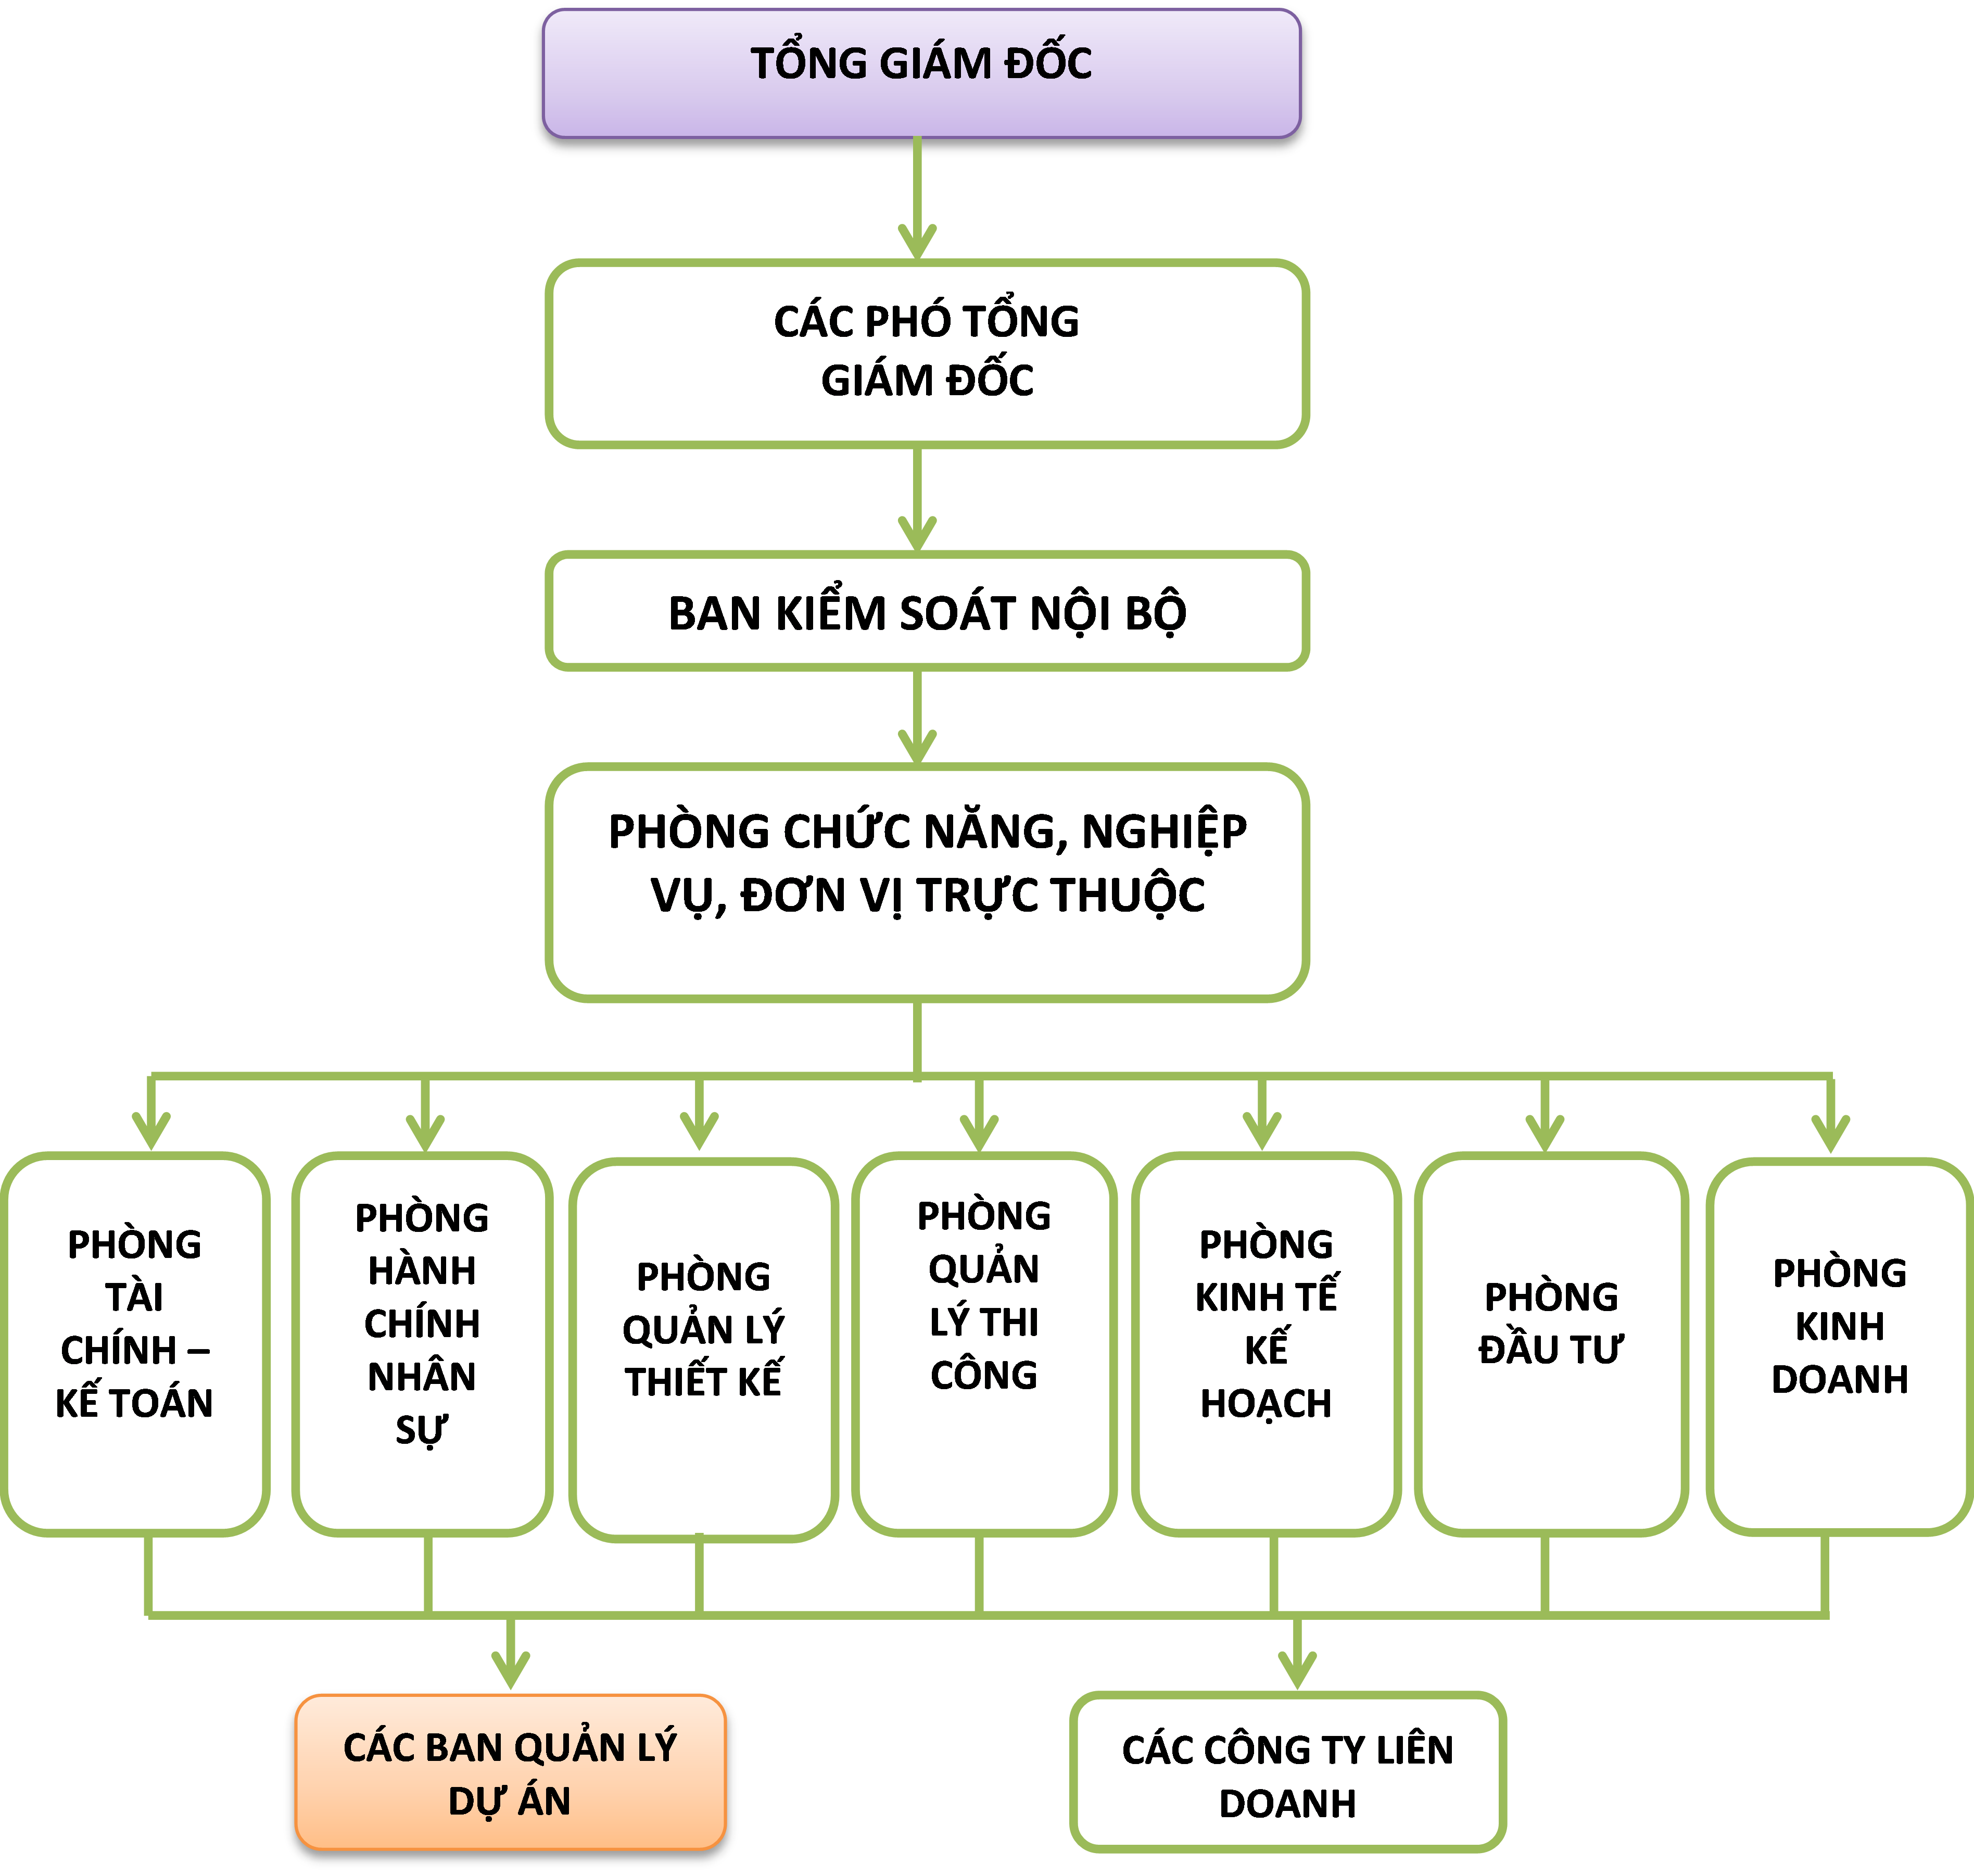 TỔNG GIÁM ĐỐC
CÁC PHÓ TỔNG
GIÁM ĐỐC
BAN KIỂM SOÁT NỘI BỘ
PHÒNG CHỨC NĂNG, NGHIỆP
VỤ, ĐƠN VỊ TRỰC THUỘC
PHÒNG
TÀI
CHÍNH –
KẾ TOÁN
PHÒNG
HÀNH
CHÍNH
NHÂN
SỰ
PHÒNG
QUẢN LÝ
THIẾT KẾ
PHÒNG
QUẢN
LÝ THI
CÔNG
PHÒNG
KINH TẾ
KẾ
HOẠCH
PHÒNG
ĐẦU TƯ
PHÒNG
KINH
DOANH
CÁC BAN QUẢN LÝ
DỰ ÁN
CÁC CÔNG TY LIÊN
DOANH